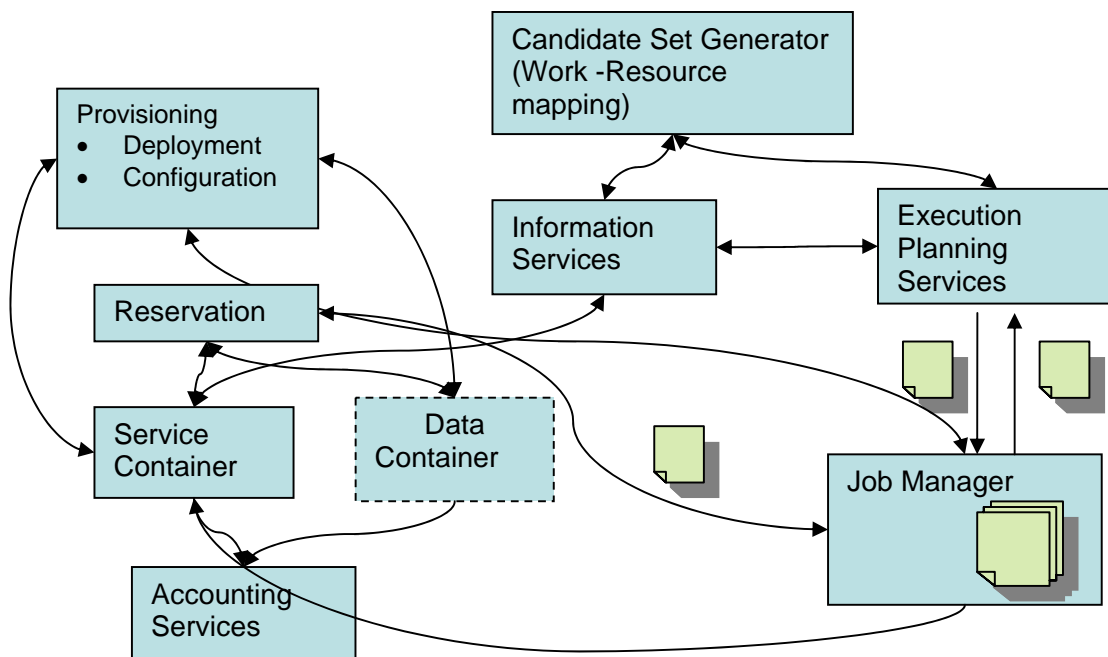 Candidate Set Generator
(Work -Resource
mapping)
Provisioning
• Deployment
• Configuration
Information
Services
Execution
Planning
Services
Reservation
Service
Container
Data
Container
Job Manager
Accounting
Services